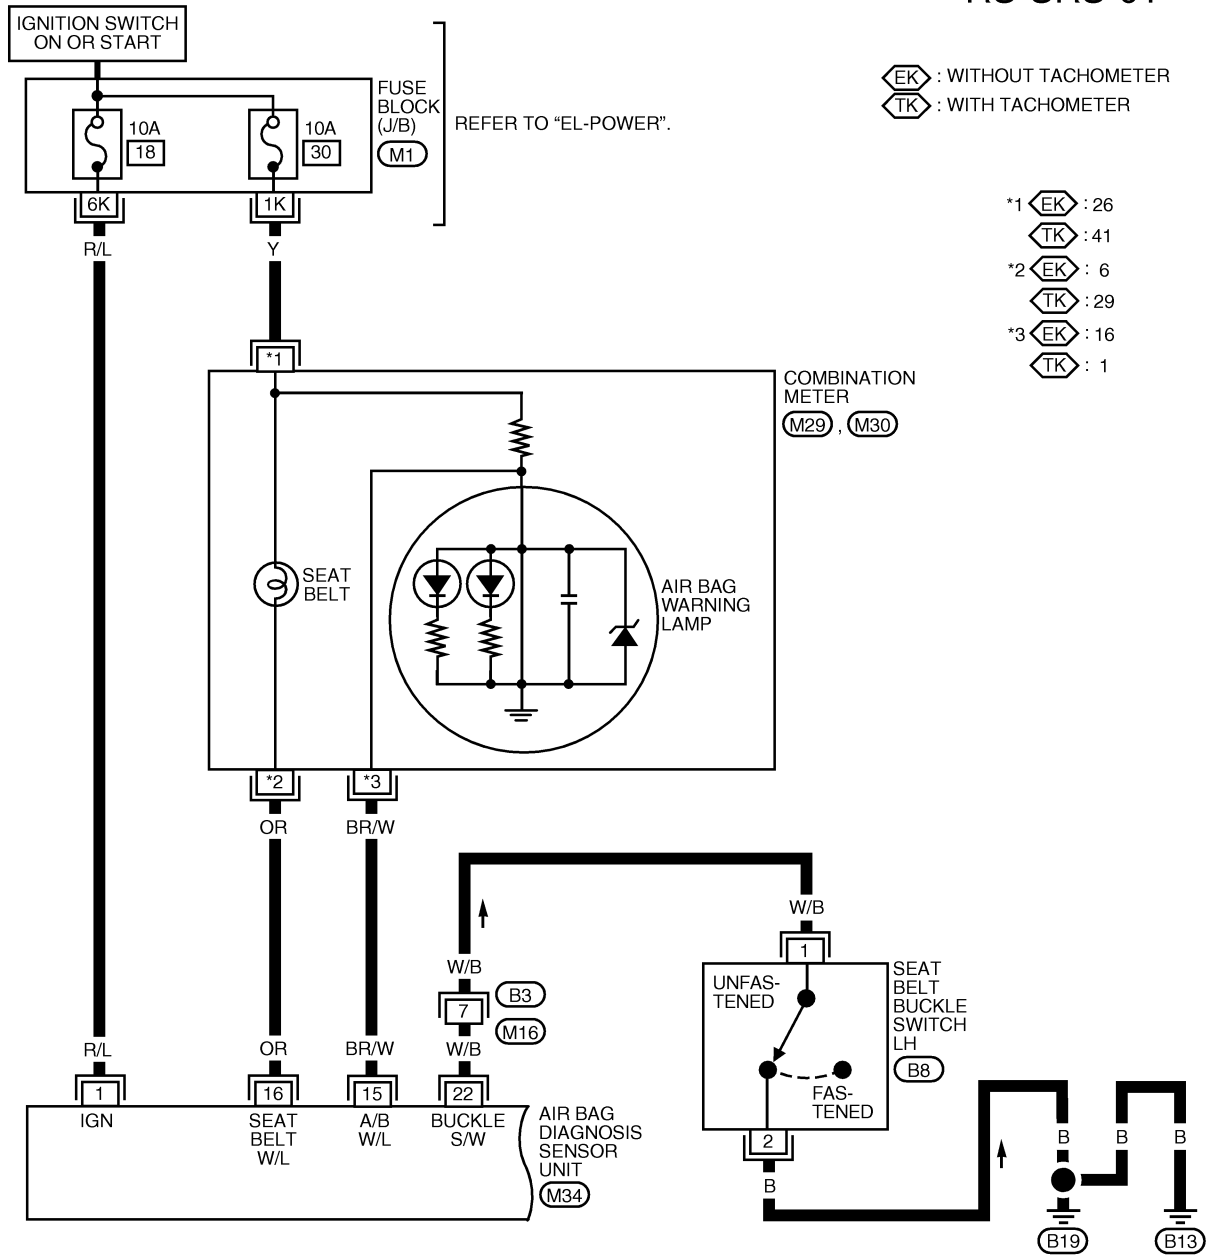 IGNITION SWITCH
ON OR START
FUSE
BLOCK
(J/B)
M1
REFER TO “EL-POWER”.
10A
18
10A
30
6K
1K
R/L
Y
EK : WITHOUT TACHOMETER
TK : WITH TACHOMETER
*1 EK : 26
TK : 41
*2 EK : 6
TK : 29
*3 EK : 16
TK : 1
*1
COMBINATION
METER
M29 , M30
SEAT
BELT
AIR BAG
WARNING
LAMP
*2
*3
OR
BR/W
W/B
W/B
B3
7
M16
R/L
OR
BR/W
W/B
1
UNFAS-
TENED
FAS-
TENED
SEAT
BELT
BUCKLE
SWITCH
LH
B8
2
B
B
B
B
B19
B13
1
16
15
22
IGN
SEAT
BELT
W/L
A/B
W/L
BUCKLE
S/W
AIR BAG
DIAGNOSIS
SENSOR
UNIT
M34